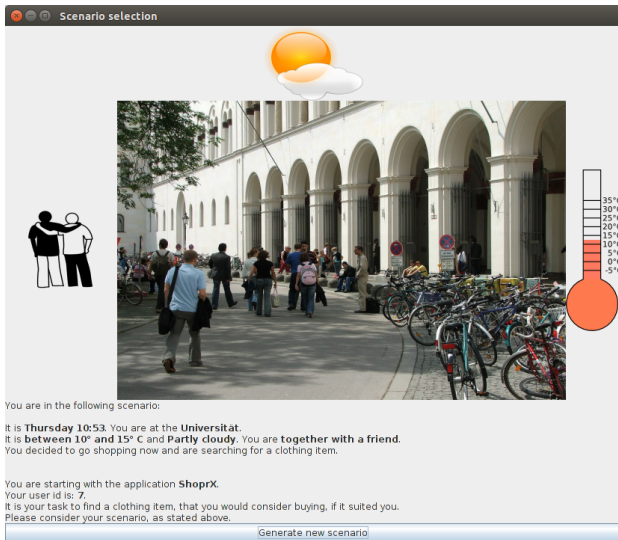 Scenario selection
35°
30°
25°
20°
15°
10°
5°
0°
-5°
You are in the following scenario:
It is Thursday 10:53. You are at the Universität.
It is between 10° and 15° C and Partly cloudy. You are together with a friend.
You decided to go shopping now and are searching for a clothing item.
You are starting with the application ShoprX.
Your user id is: 7.
It is your task to find a clothing item, that you would consider buying, if it suited you.
Please consider your scenario, as stated above.
Generate new scenario